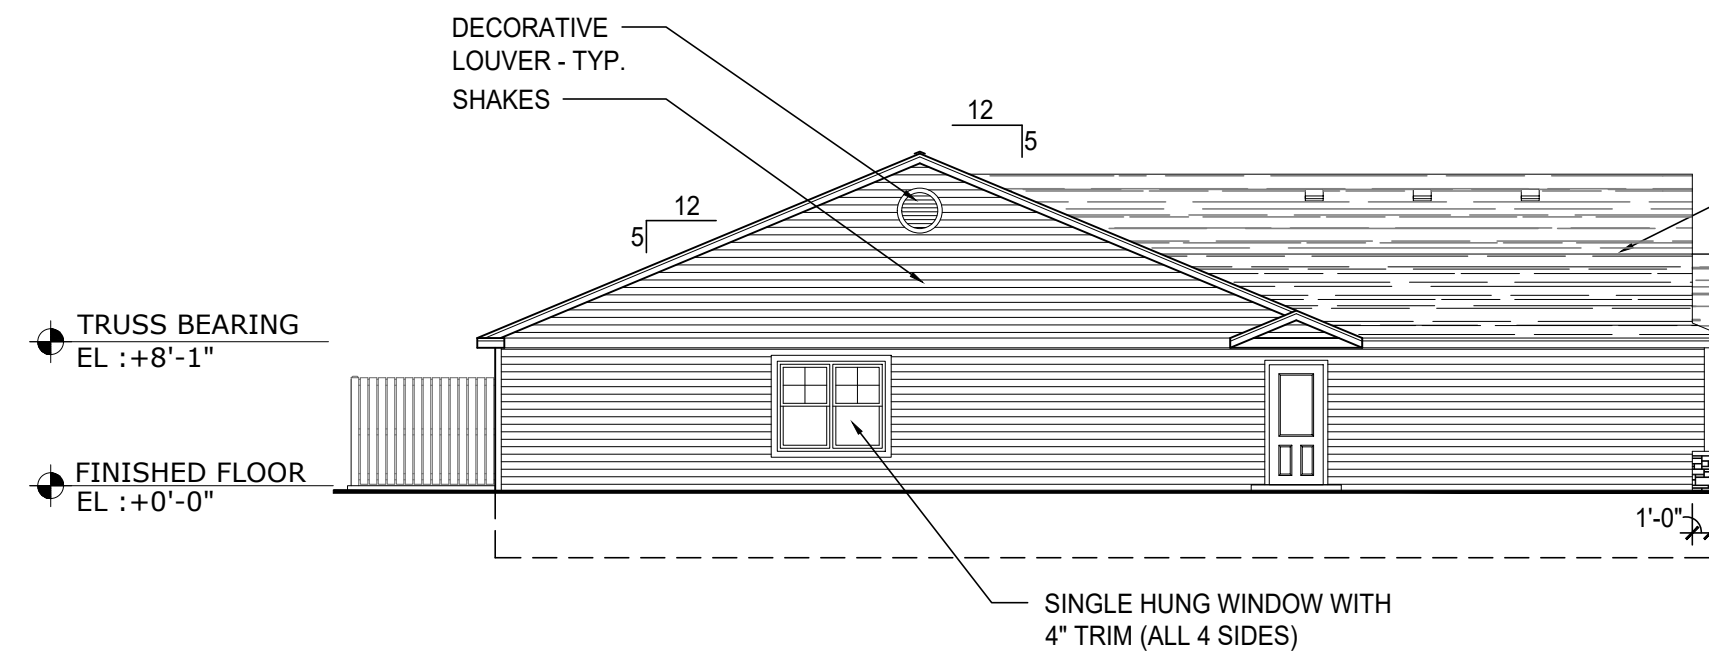 DECORATIVE
LOUVER - TYP.
SHAKES
12
5
12
5
TRUSS BEARING
EL :+8'-1"
FINISHED FLOOR
EL :+0'-0"
1'-0"
SINGLE HUNG WINDOW WITH
4" TRIM (ALL 4 SIDES)